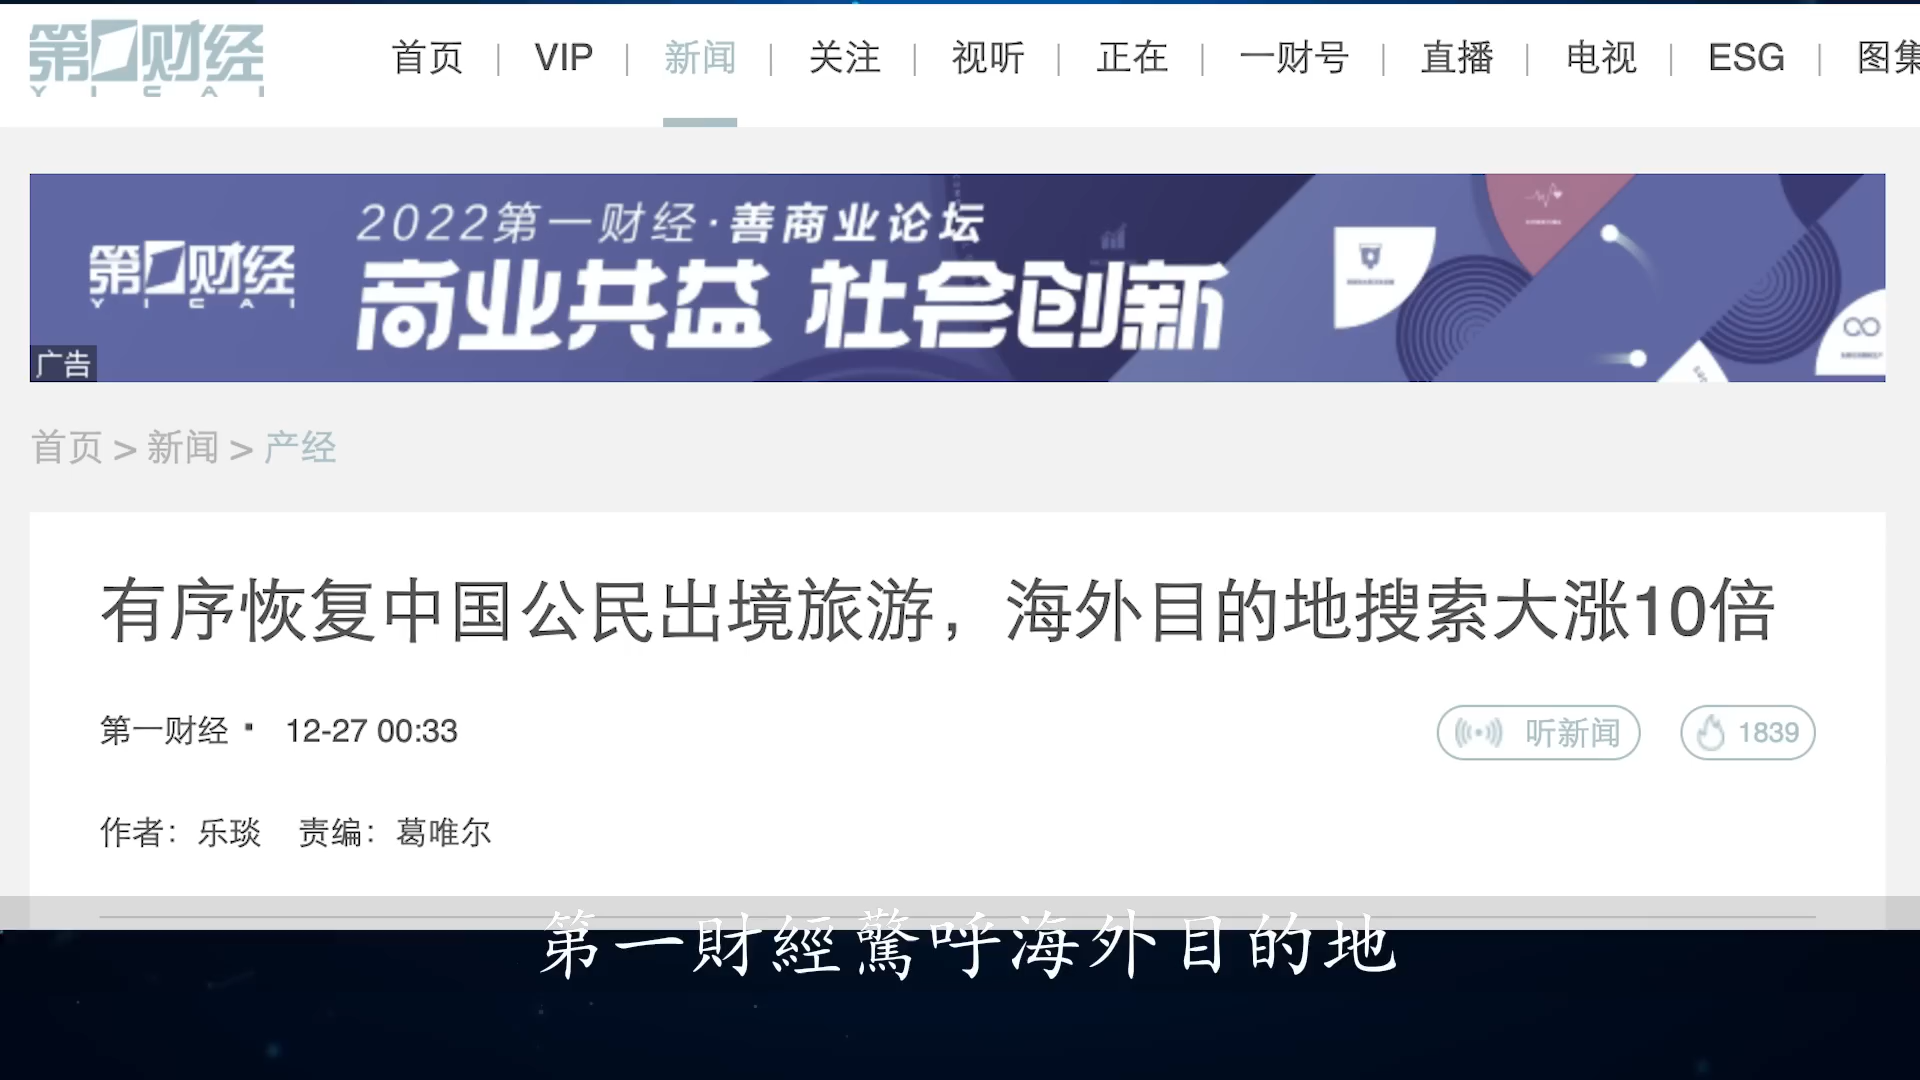 第一财经
YICAI
首页 | VIP | 新闻 | 关注 | 视听 | 正在 | 一财号 | 直播 | 电视 | ESG | 图集
第一财经
YICAI
2022第一财经·善商业论坛
商业共益 社会创新
广告
首页 > 新闻 > 产经
有序恢复中国公民出境旅游，海外目的地搜索大涨10倍
第一财经 · 12-27 00:33
听新闻
1839
作者：乐琰 责编：葛唯尔
第一財經驚呼海外目的地